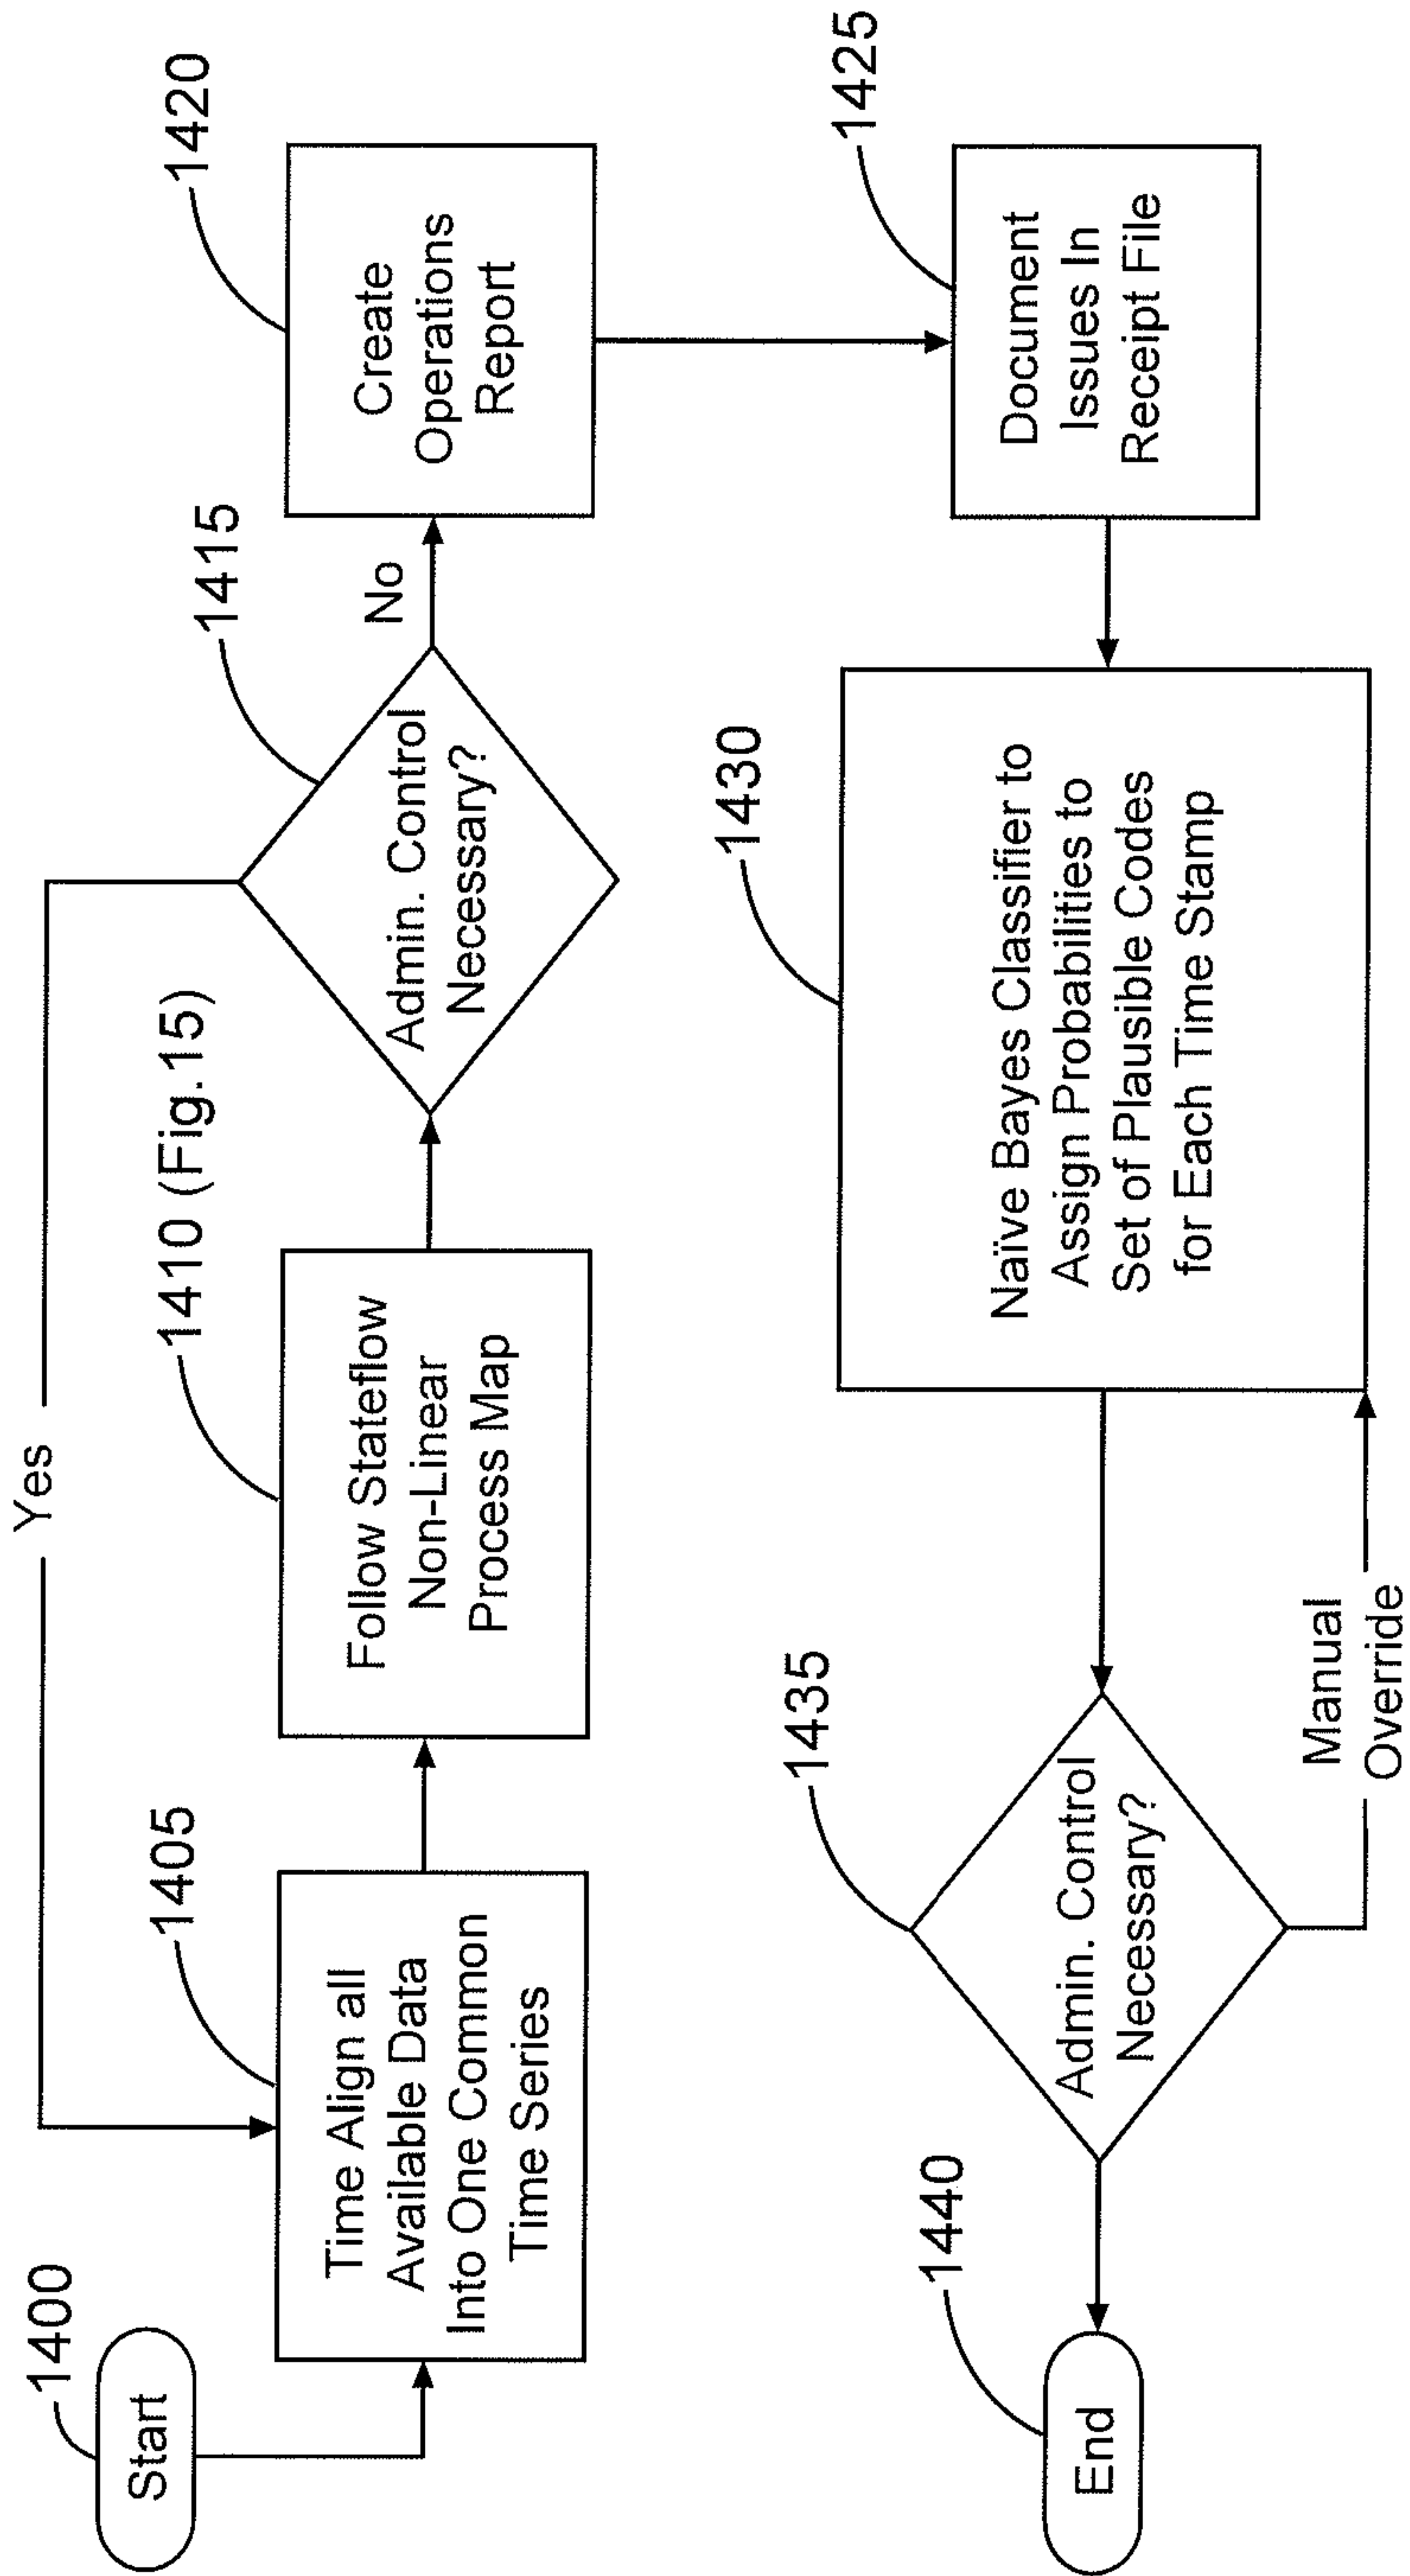 1400
Start
1405
Time Align all
Available Data
Into One Common
Time Series
Yes
1410 (Fig.15)
Follow Stateflow
Non-Linear
Process Map
1415
Admin. Control
Necessary?
No
1420
Create
Operations
Report
1425
Document
Issues In
Receipt File
1430
Naïve Bayes Classifier to
Assign Probabilities to
Set of Plausible Codes
for Each Time Stamp
1435
Admin. Control
Necessary?
Manual
Override
1440
End